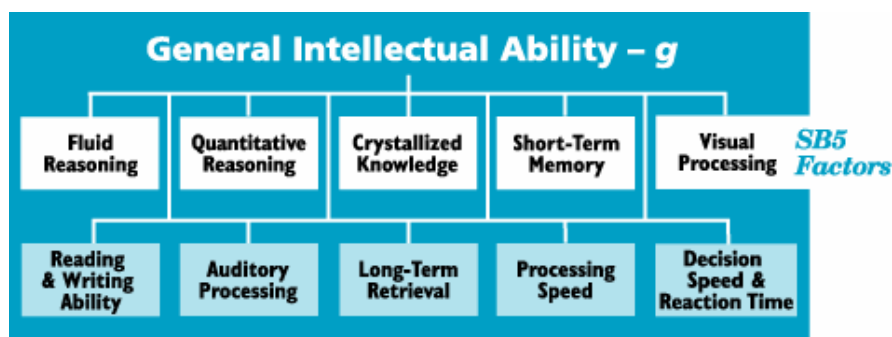 General Intellectual Ability – g
Fluid
Reasoning
Quantitative
Reasoning
Crystallized
Knowledge
Short-Term
Memory
Visual
Processing
SB5
Factors
Reading
& Writing
Ability
Auditory
Processing
Long-Term
Retrieval
Processing
Speed
Decision
Speed &
Reaction Time